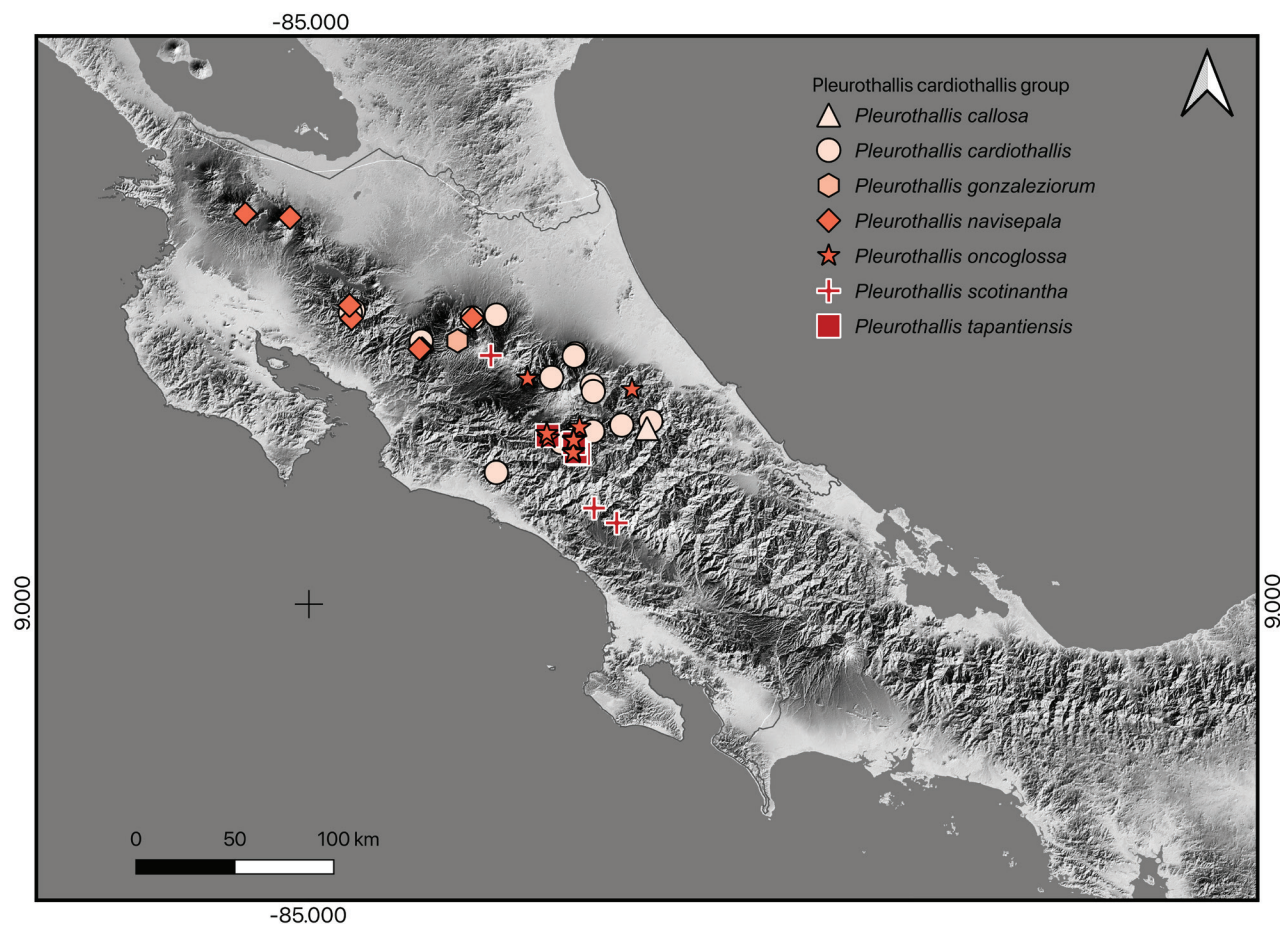 -85.000
Pleurothallis cardiothallis group
Pleurothallis callosa
Pleurothallis cardiothallis
Pleurothallis gonzaleziorum
Pleurothallis navisepala
Pleurothallis oncoglossa
Pleurothallis scotinantha
Pleurothallis tapantiensis
9.000
9.000
0 50 100 km
-85.000